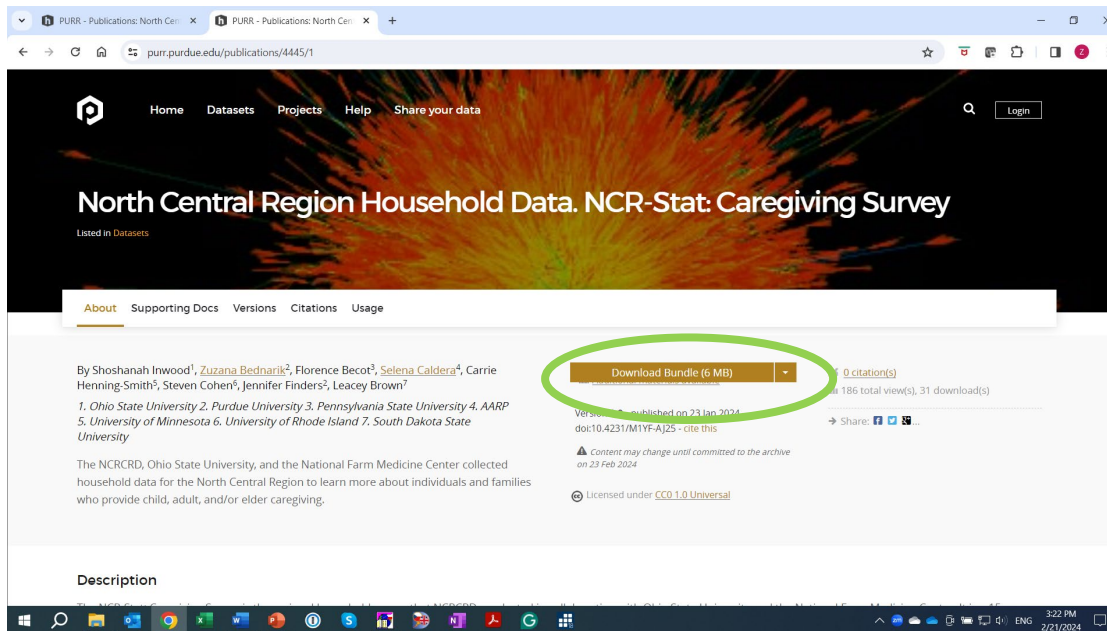 PURR - Publications: North Cen
PURR - Publications: North Cen
purr.purdue.edu/publications/4445/1
Z
Home Datasets Projects Help Share your data
Login
North Central Region Household Data. NCR-Stat: Caregiving Survey
Listed in Datasets
About Supporting Docs Versions Citations Usage
By Shoshanah Inwood1, Zuzana Bednarik2, Florence Becot3, Selena Caldera4, Carrie
Henning-Smith5, Steven Cohen6, Jennifer Finders2, Leacey Brown7
1. Ohio State University 2. Purdue University 3. Pennsylvania State University 4. AARP
5. University of Minnesota 6. University of Rhode Island 7. South Dakota State
University
The NCRCRD, Ohio State University, and the National Farm Medicine Center collected
household data for the North Central Region to learn more about individuals and families
who provide child, adult, and/or elder caregiving.
Download Bundle (6 MB)
Additional materials available
published on 23 Jan 2024
doi:10.4231/M1YF-AJ25 - cite this
Content may change until committed to the archive
on 23 Feb 2024
Licensed under CC0 1.0 Universal
0 citation(s)
186 total view(s), 31 download(s)
Share:
Description
ENG
3:22 PM
2/21/2024